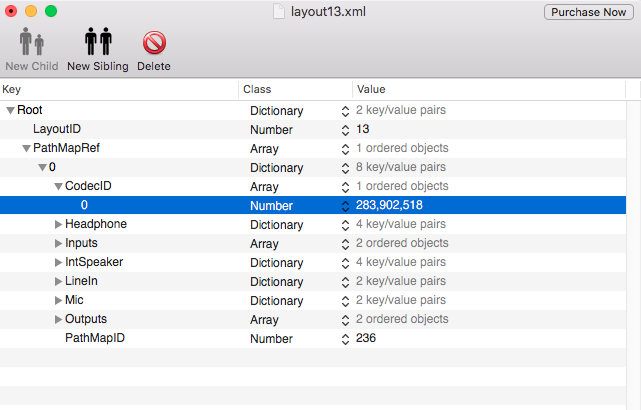 layout13.xml
Purchase Now
New Child New Sibling Delete
Key Class Value
Root Dictionary 2 key/value pairs
LayoutID Number 13
PathMapRef Array 1 ordered objects
0 Dictionary 8 key/value pairs
CodecID Array 1 ordered objects
0 Number 283,902,518
Headphone Dictionary 4 key/value pairs
Inputs Array 2 ordered objects
IntSpeaker Dictionary 4 key/value pairs
LineIn Dictionary 2 key/value pairs
Mic Dictionary 2 key/value pairs
Outputs Array 2 ordered objects
PathMapID Number 236